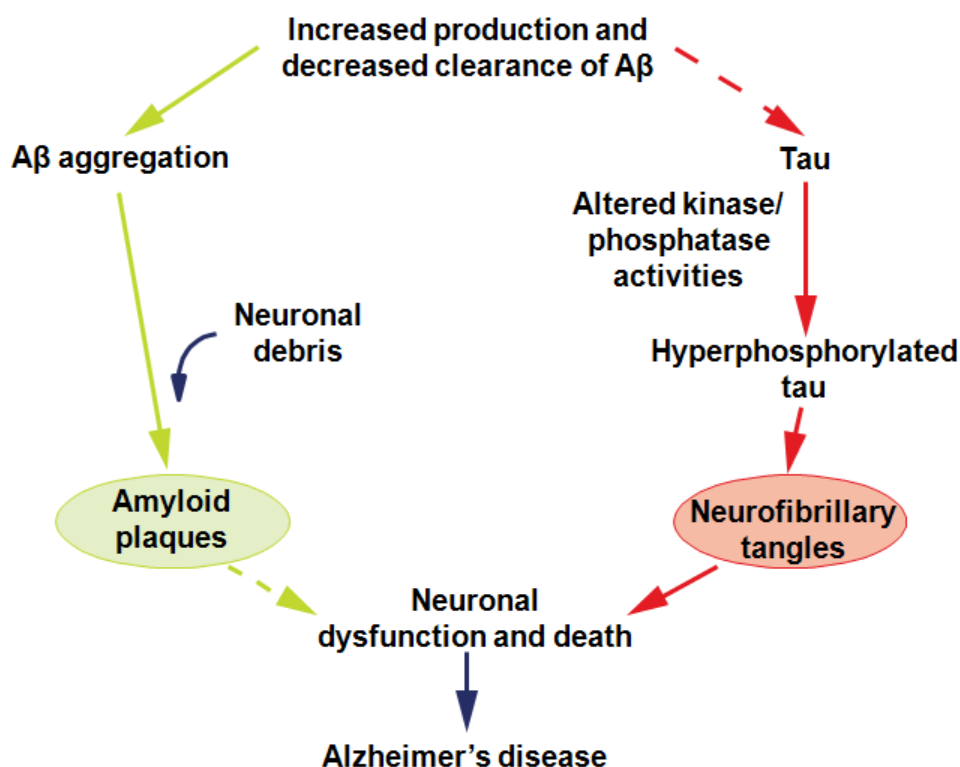 Increased production and
decreased clearance of Aβ
Aβ aggregation
Tau
Altered kinase/
phosphatase
activities
Neuronal
debris
Hyperphosphorylated
tau
Amyloid
plaques
Neurofibrillary
tangles
Neuronal
dysfunction and death
Alzheimer’s disease